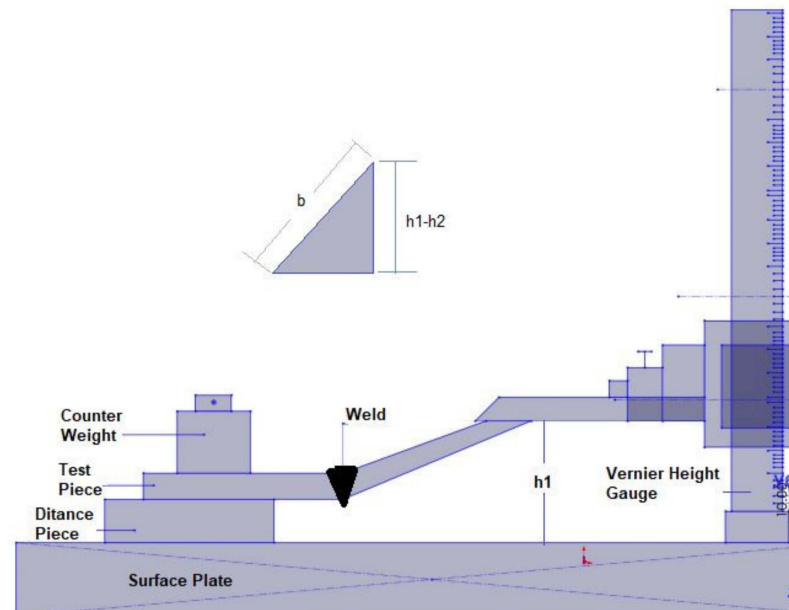 b
h1-h2
Counter
Weight
Weld
Test
Piece
Ditance
Piece
h1
Vernier Height
Gauge
Surface Plate